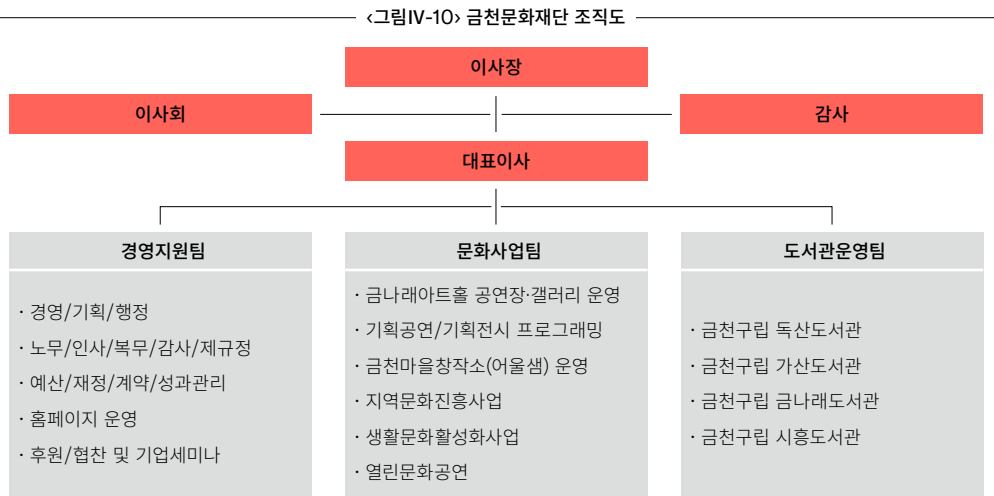 ‹그림Ⅳ-10› 금천문화재단 조직도
이사장
이사회
감사
대표이사
경영지원팀
· 경영/기획/행정
· 노무/인사/복무/감사/제규정
· 예산/재정/계약/성과관리
· 홈페이지 운영
· 후원/협찬 및 기업세미나
문화사업팀
· 금나래아트홀 공연장·갤러리 운영
· 기획공연/기획전시 프로그래밍
· 금천마을창작소(어울샘) 운영
· 지역문화진흥사업
· 생활문화활성화사업
· 열린문화공연
도서관운영팀
· 금천구립 독산도서관
· 금천구립 가산도서관
· 금천구립 금나래도서관
· 금천구립 시흥도서관